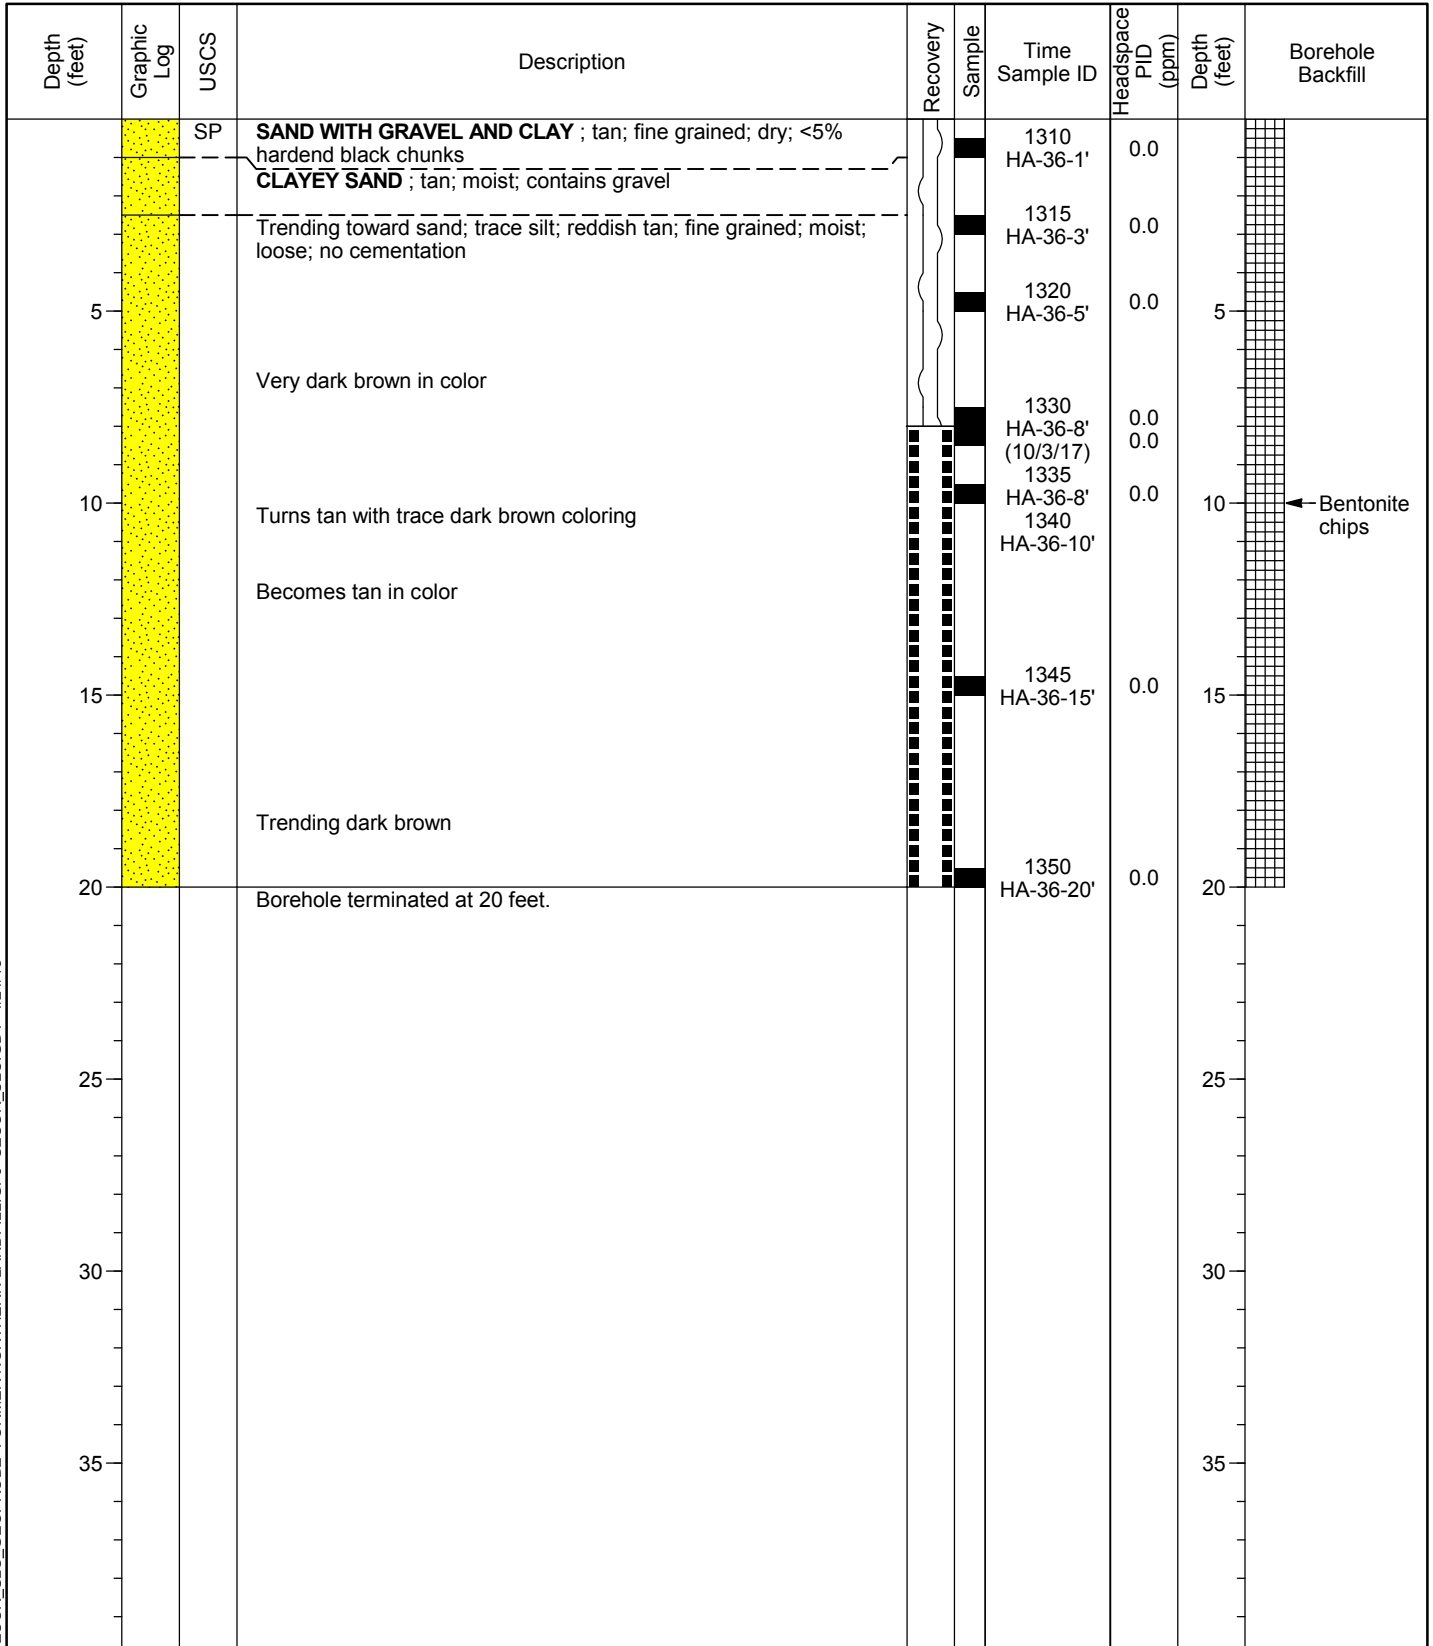 Depth
(feet)
Graphic
Log
USCS
Description
Recovery
Sample
Time
Sample ID
Headspace
PID
(ppm)
Depth
(feet)
Borehole
Backfill
SP
SAND WITH GRAVEL AND CLAY ; tan; fine grained; dry; <5%
hardend black chunks
1310
HA-36-1'
0.0
CLAYEY SAND ; tan; moist; contains gravel
Trending toward sand; trace silt; reddish tan; fine grained; moist;
loose; no cementation
1315
HA-36-3'
0.0
5
1320
HA-36-5'
0.0
5
Very dark brown in color
1330
HA-36-8'
(10/3/17)
0.0
0.0
1335
HA-36-8'
0.0
10
10
Bentonite
chips
Turns tan with trace dark brown coloring
1340
HA-36-10'
Becomes tan in color
15
1345
HA-36-15'
0.0
15
Trending dark brown
20
1350
HA-36-20'
0.0
20
Borehole terminated at 20 feet.
25
25
30
30
35
35